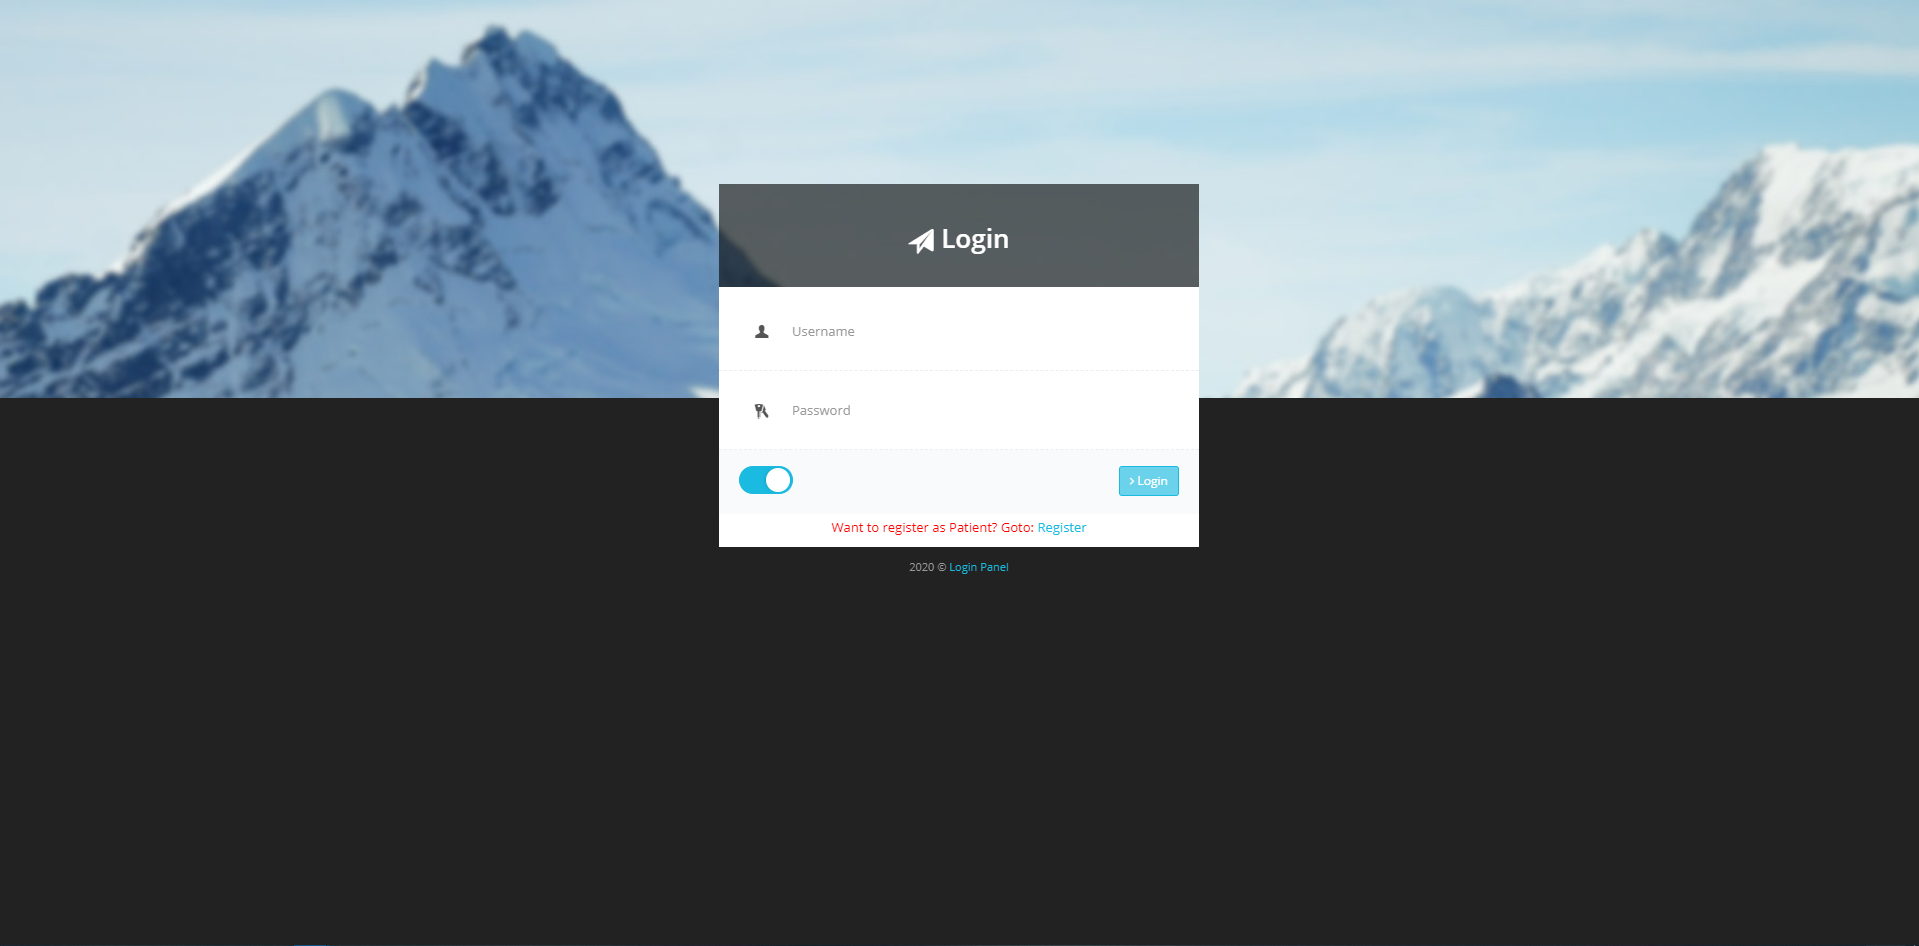 Login
Username
Password
Login
Want to register as Patient? Goto: Register
2020 © Login Panel